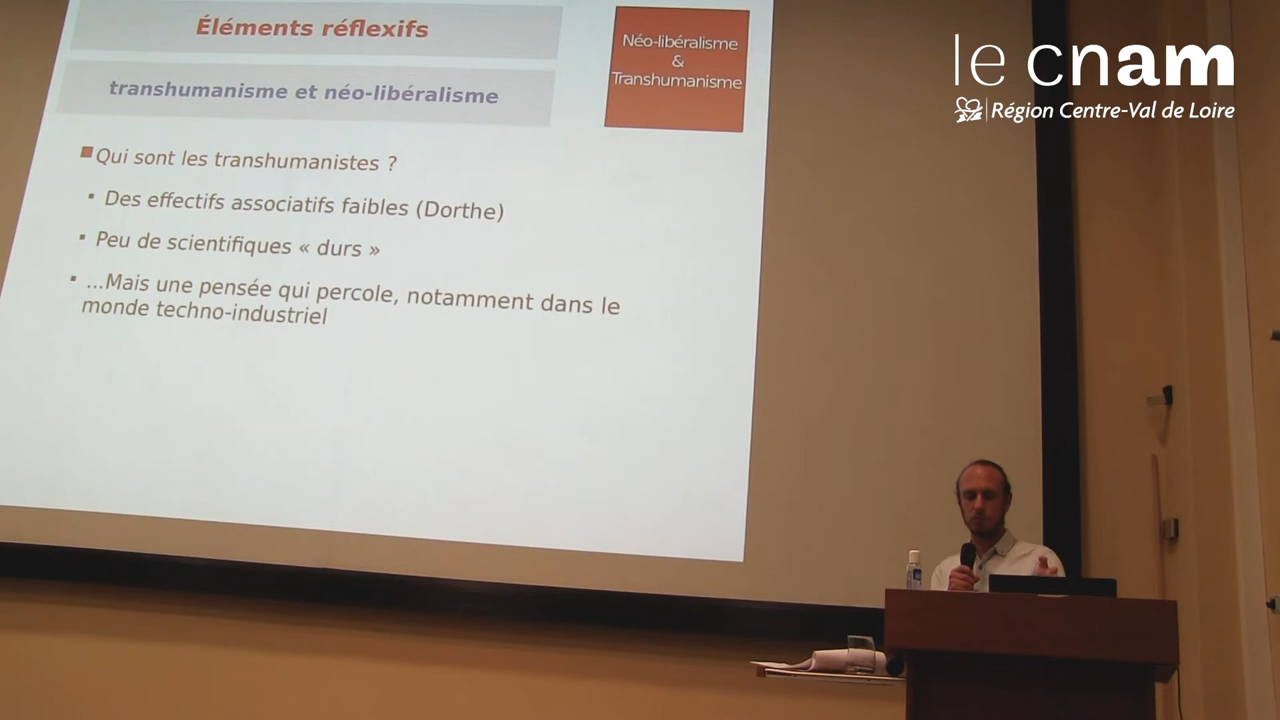 Éléments réflexifs
transhumanisme et néo-libéralisme
Néo-libéralisme
&
Transhumanisme
Qui sont les transhumanistes ?
Des effectifs associatifs faibles (Dorthe)
Peu de scientifiques « durs »
...Mais une pensée qui percole, notamment dans le
monde techno-industriel
le cnam
Région Centre-Val de Loire